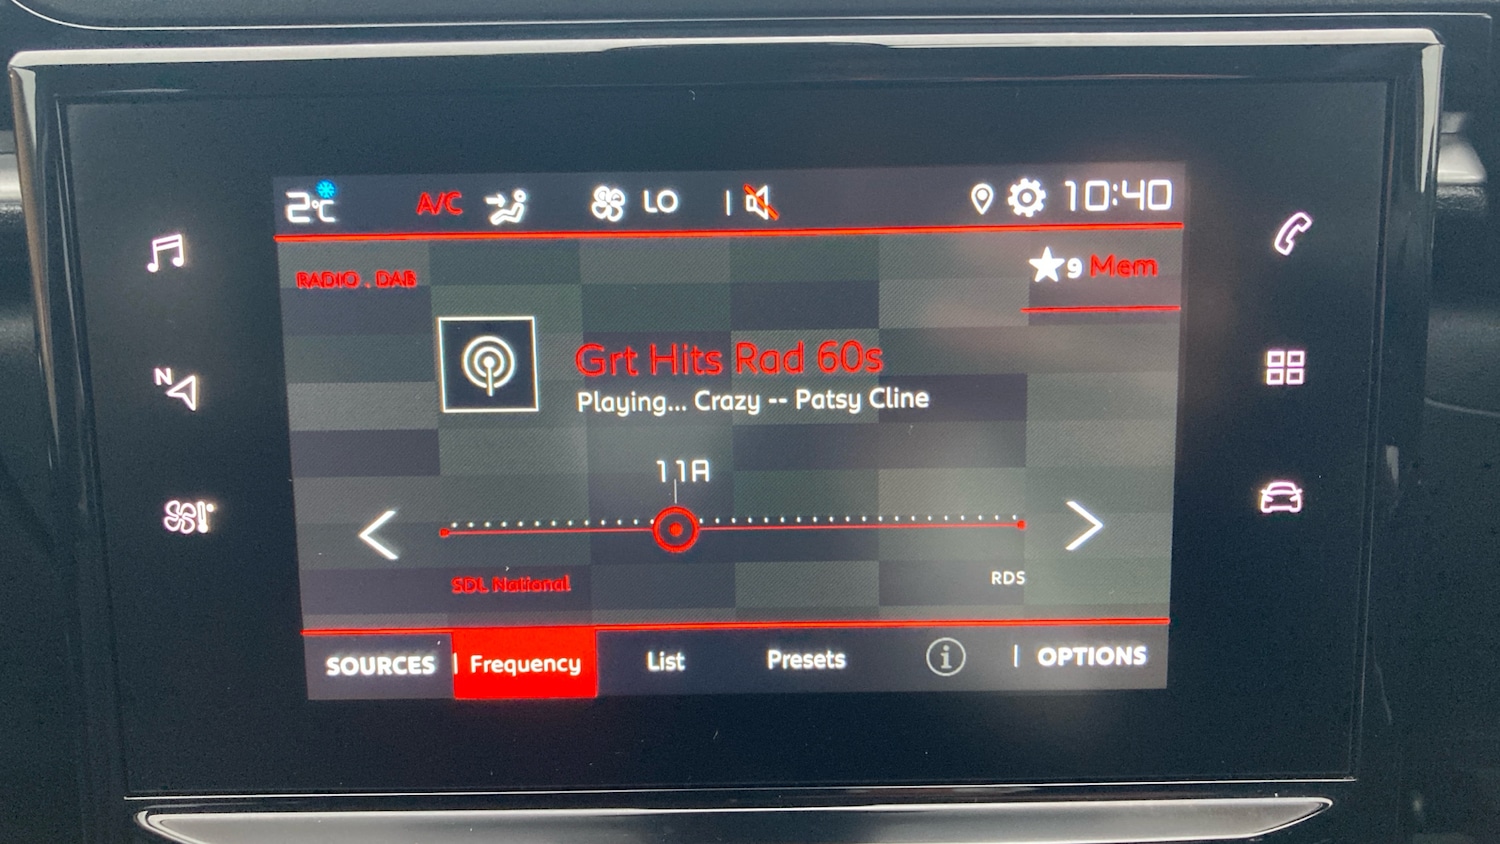 2°C A/C LO 10:40
RADIO . DAB
9 Mem
Grt Hits Rad 60s
Playing... Crazy -- Patsy Cline
11A
SDL National
RDS
SOURCES Frequency List Presets i OPTIONS
N